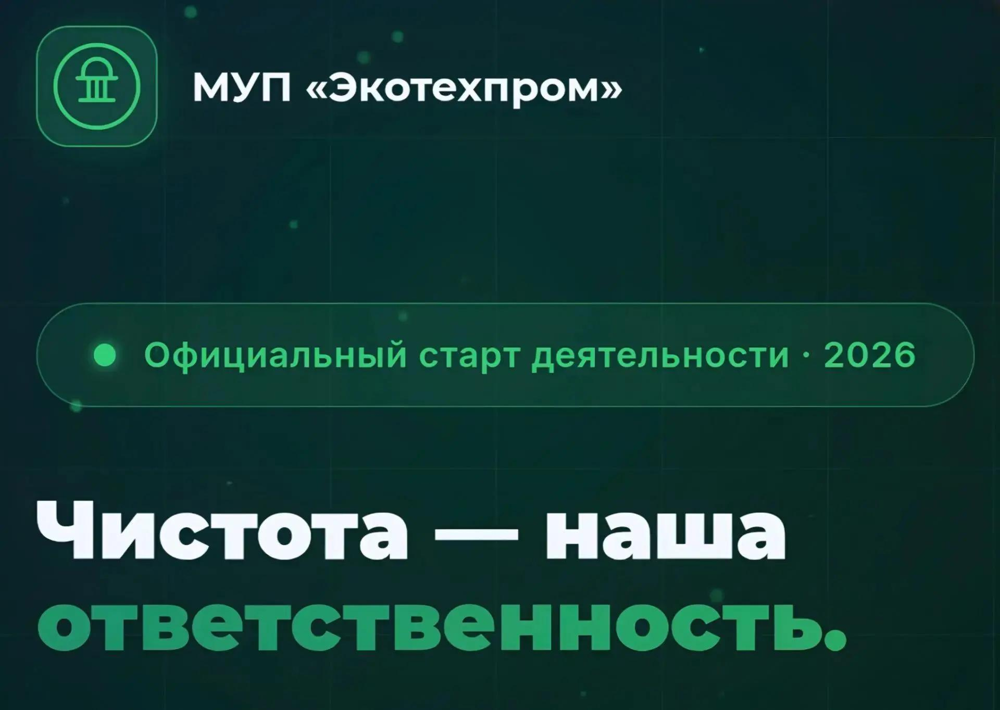 МУП «Экотехпром»
Официальный старт деятельности · 2026
Чистота — наша
ответственность.